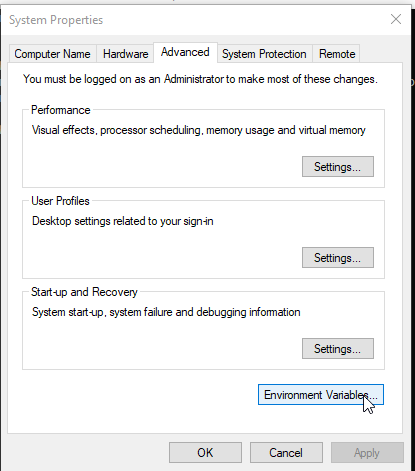 System Properties
Computer Name
Hardware
Advanced
System Protection
Remote
You must be logged on as an Administrator to make most of these changes.
Performance
Visual effects, processor scheduling, memory usage and virtual memory
Settings...
User Profiles
Desktop settings related to your sign-in
Settings...
Start-up and Recovery
System start-up, system failure and debugging information
Settings...
Environment Variables...
OK
Cancel
Apply